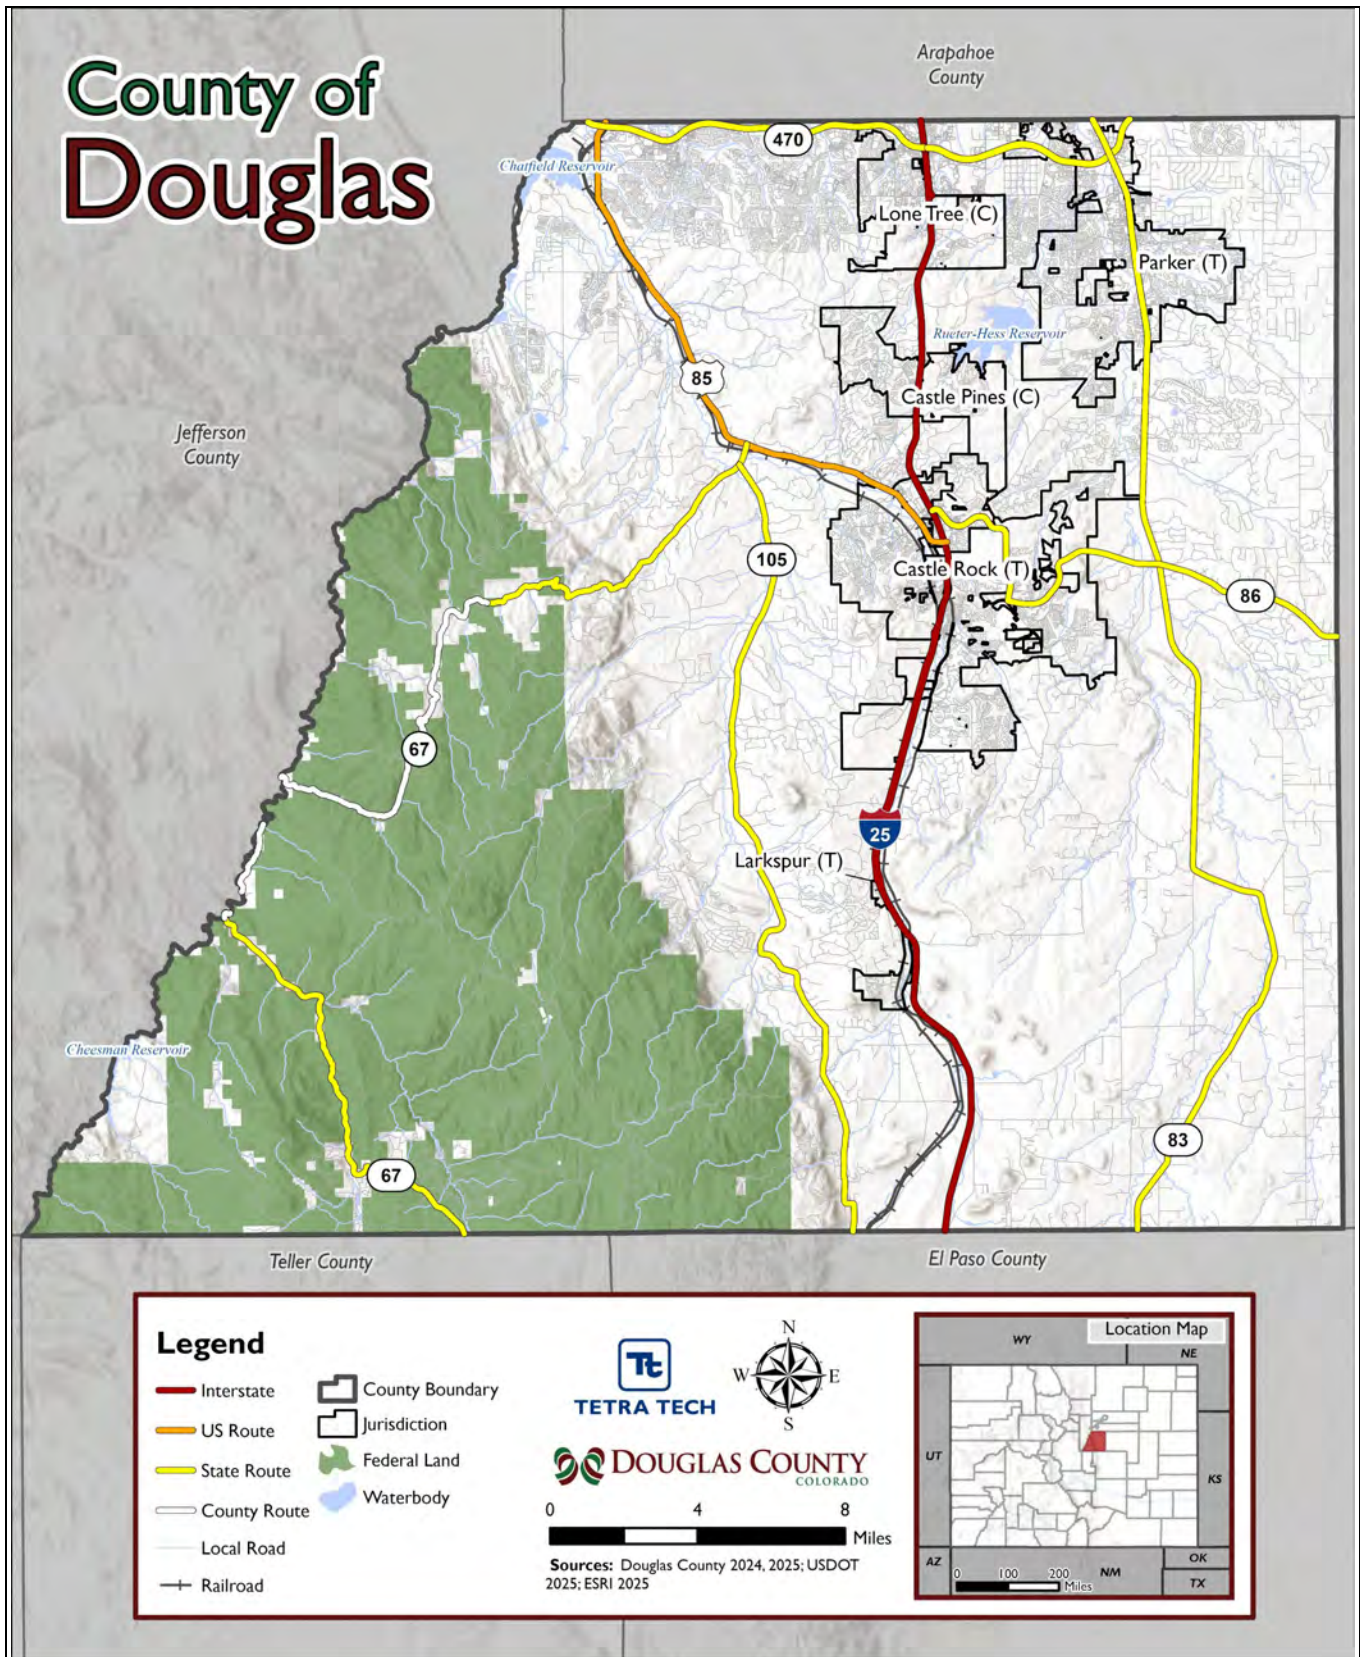 County of
Douglas
Arapahoe
County
470
Chatfield Reservoir
Lone Tree (C)
Parker (T)
Rueter-Hess Reservoir
85
Castle Pines (C)
Jefferson
County
105
Castle Rock (T)
86
67
25
Larkspur (T)
Cheesman Reservoir
83
67
Teller County
El Paso County
Legend
Interstate
US Route
State Route
County Route
Local Road
Railroad
County Boundary
Jurisdiction
Federal Land
Waterbody
Tt
TETRA TECH
N
W
E
S
DOUGLAS COUNTY
COLORADO
0 4 8
Miles
Sources: Douglas County 2024, 2025; USDOT
2025; ESRI 2025
Location Map
WY
NE
UT
KS
AZ
NM
OK
TX
0 100 200
Miles